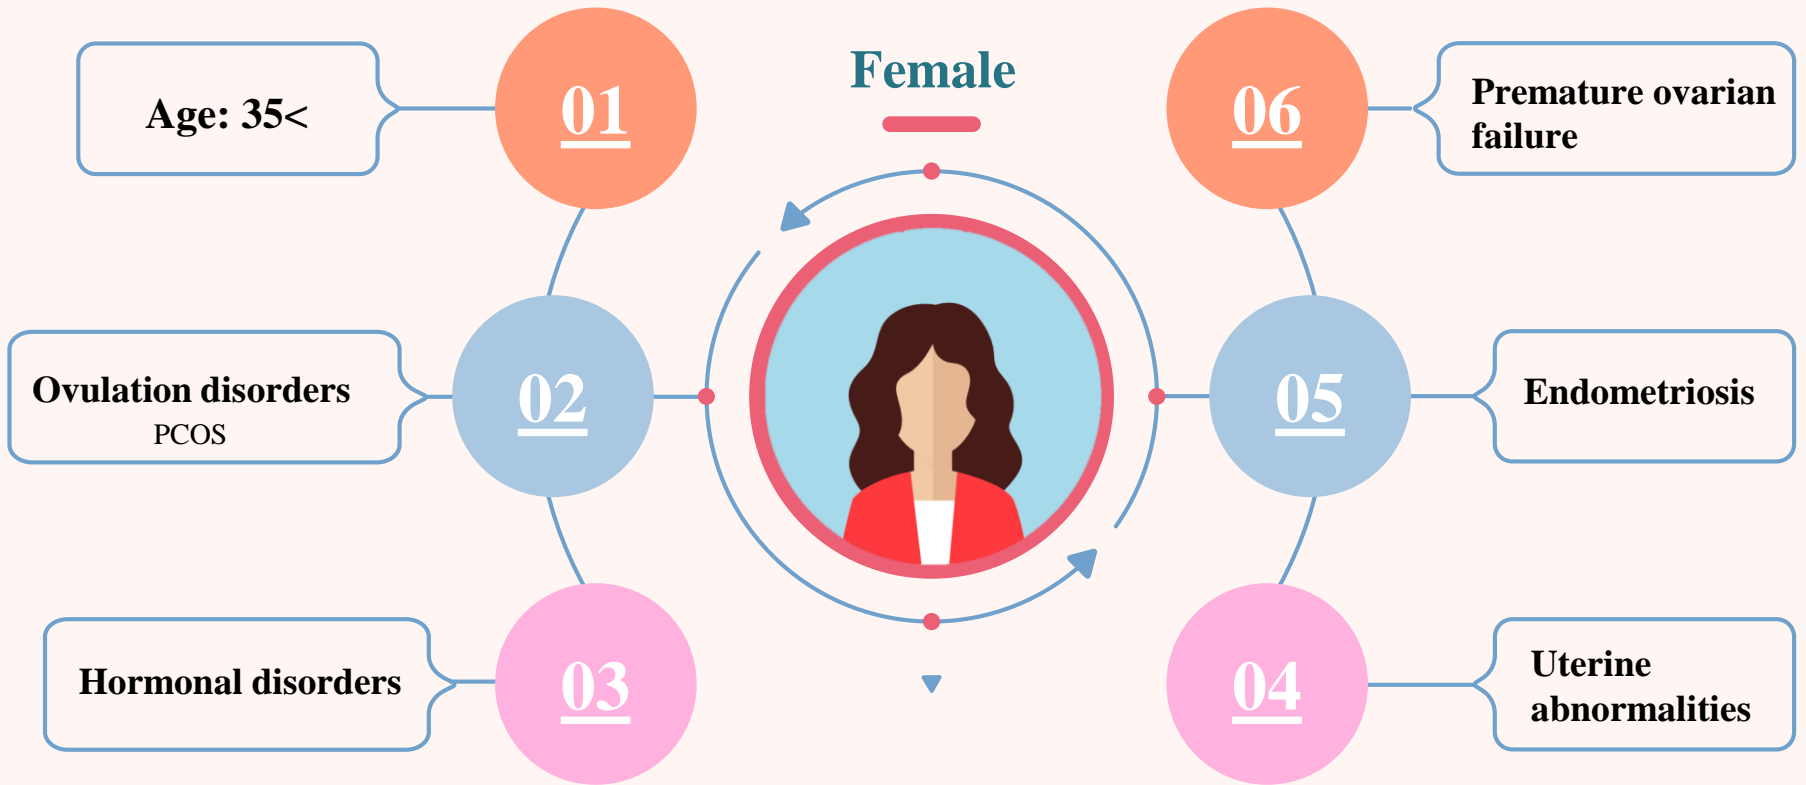 Female
01
Age: 35<
02
Ovulation disorders
PCOS
03
Hormonal disorders
04
Uterine
abnormalities
05
Endometriosis
06
Premature ovarian
failure